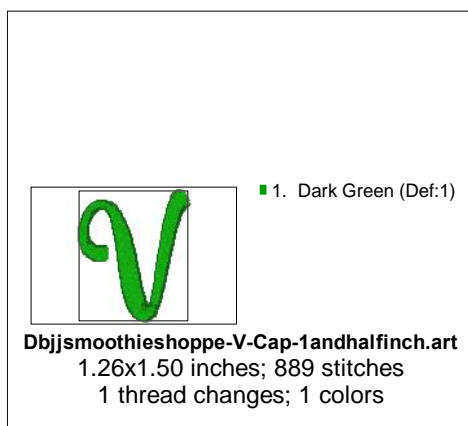 1. Dark Green (Def:1)
V
Dbjjsmoothieshoppe-V-Cap-1andhalfinch.art
1.26x1.50 inches; 889 stitches
1 thread changes; 1 colors